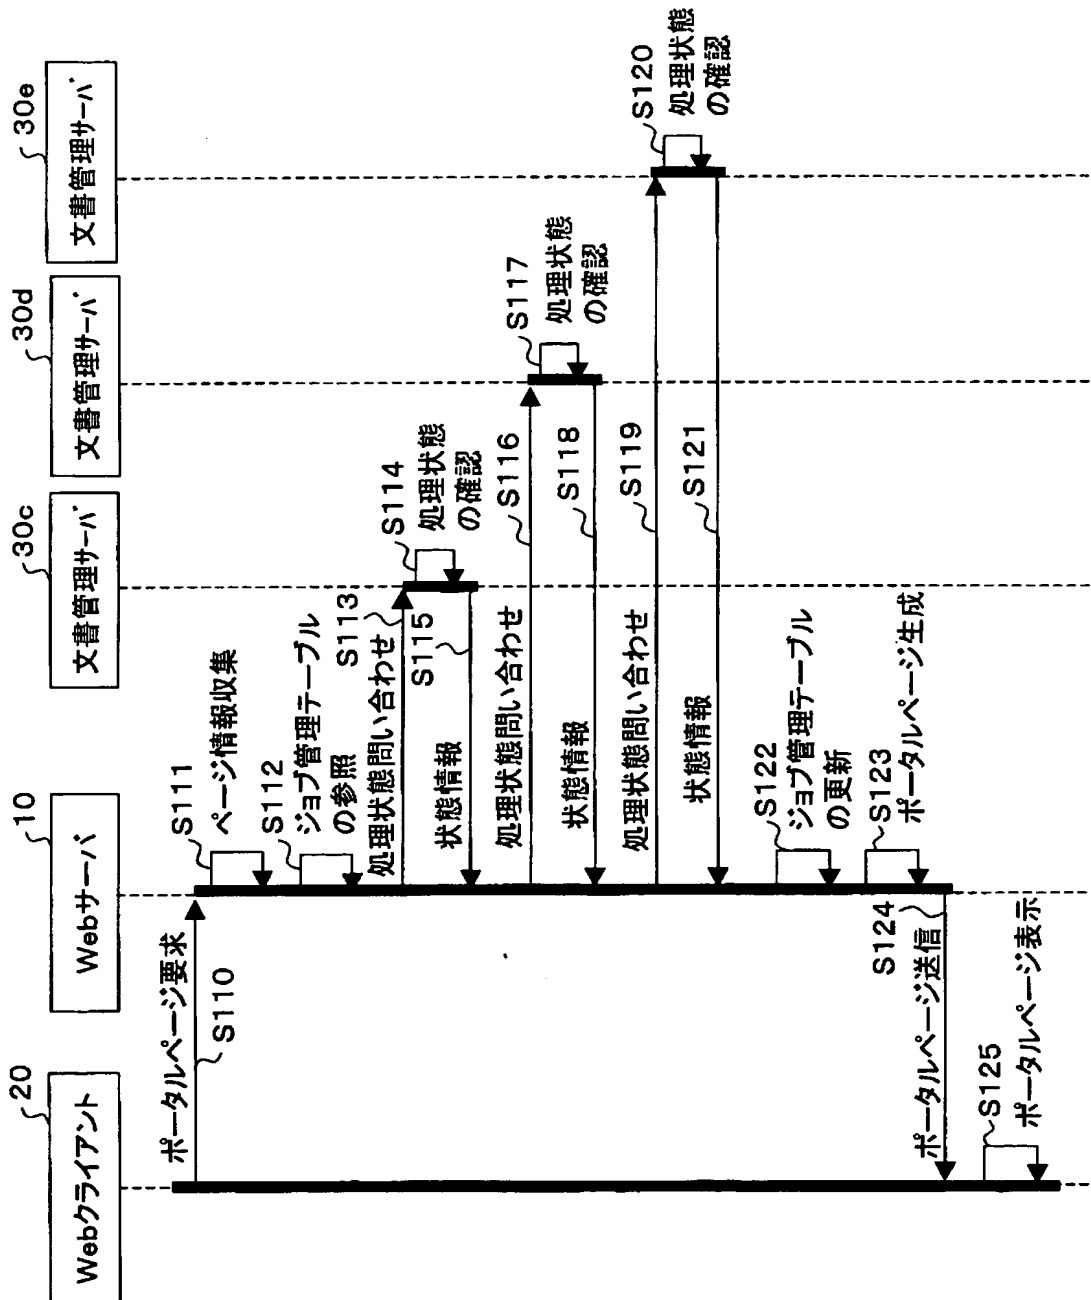 20
Webクライアント
10
Webサーバ
30c
文書管理サーバ
30d
文書管理サーバ
30e
文書管理サーバ
ポータルページ要求
S110
S111
ページ情報収集
S112
ジョブ管理テーブル
の参照
処理状態問い合わせ
S113
S114
処理状態
の確認
状態情報
S115
処理状態問い合わせ
S116
S117
処理状態
の確認
状態情報
S118
処理状態問い合わせ
S119
S120
処理状態
の確認
状態情報
S121
S122
ジョブ管理テーブル
の更新
S123
ポータルページ生成
S124
ポータルページ送信
S125
ポータルページ表示